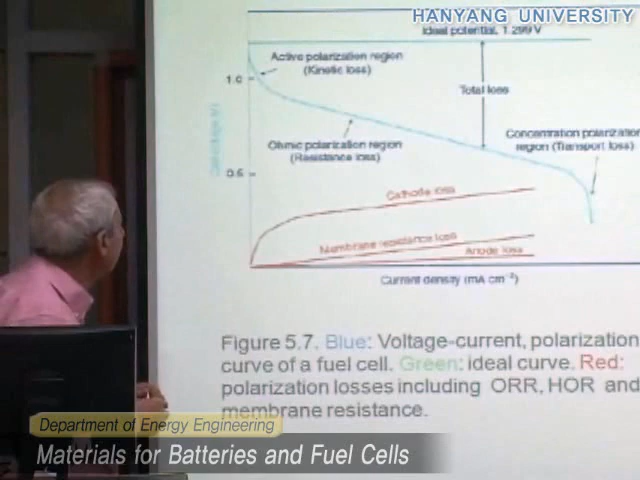 HANYANG UNIVERSITY
Ideal potential, 1.299 V
Active polarization region
(Kinetic loss)
1.0
Total loss
Concentration polarization
region (Transport loss)
Ohmic polarization region
(Resistance loss)
Cathode loss
Membrane resistance loss
Anode loss
Current density (mA cm⁻²)
Figure 5.7. Blue: Voltage-current, polarization
curve of a fuel cell. Green: ideal curve. Red:
polarization losses including ORR, HOR and
membrane resistance.
Department of Energy Engineering
Materials for Batteries and Fuel Cells